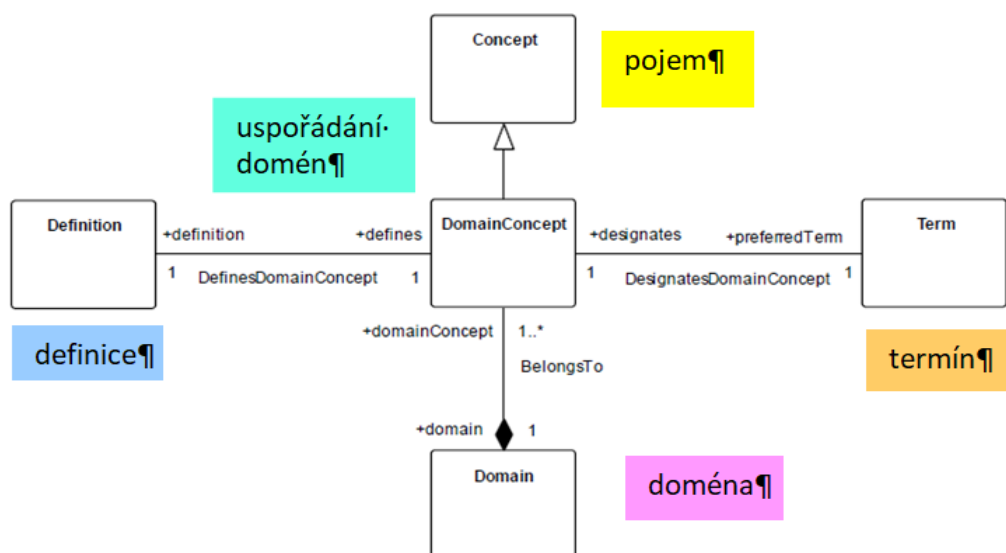 Concept
pojem¶
uspořádání·
domén¶
Definition
+definition
+defines
DomainConcept
+designates
+preferredTerm
Term
1
DefinesDomainConcept
1
1
DesignatesDomainConcept
1
definice¶
+domainConcept
1..*
termín¶
BelongsTo
+domain
1
Domain
doména¶